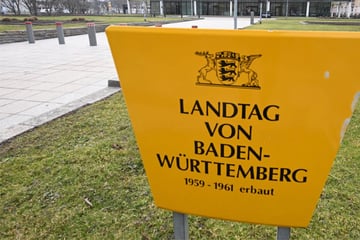 LANDTAG
VON
BADEN-
WÜRTTEMBERG
1959-1961 erbaut